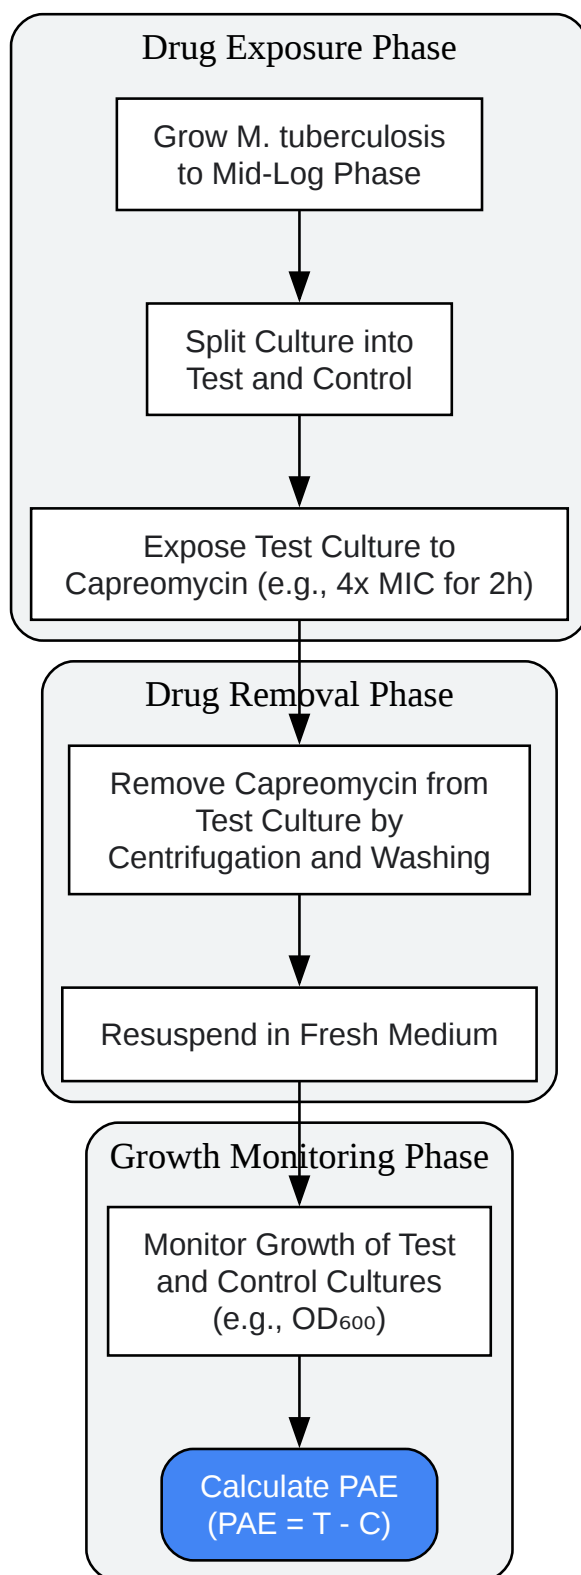 Drug Exposure Phase
Grow M. tuberculosis
to Mid-Log Phase
Split Culture into
Test and Control
Expose Test Culture to
Capreomycin (e.g., 4x MIC for 2h)
Drug Removal Phase
Remove Capreomycin from
Test Culture by
Centrifugation and Washing
Resuspend in Fresh Medium
Growth Monitoring Phase
Monitor Growth of Test
and Control Cultures
(e.g., OD₆₀₀)
Calculate PAE
(PAE = T - C)